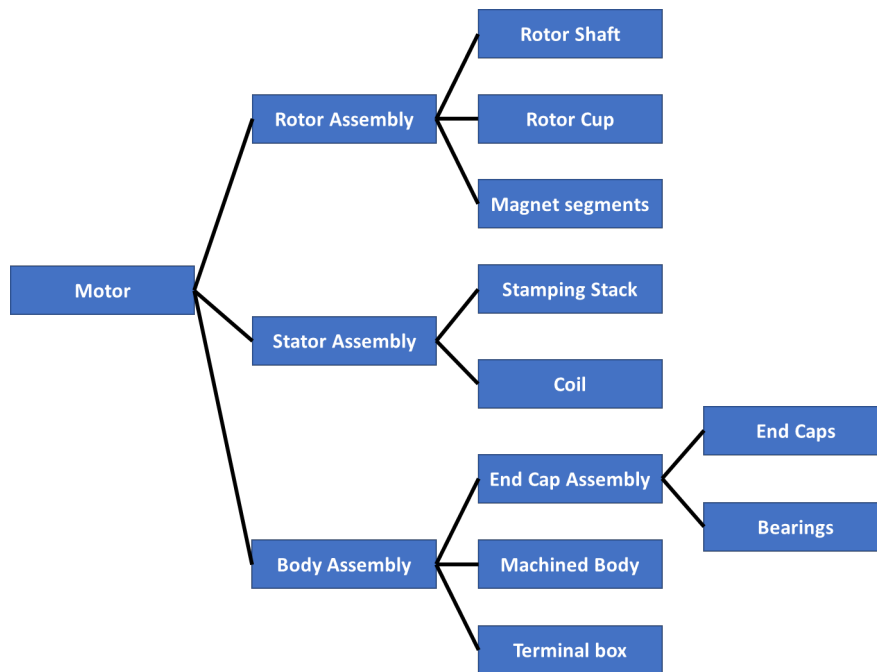 Rotor Shaft
Rotor Assembly
Rotor Cup
Magnet segments
Motor
Stamping Stack
Stator Assembly
Coil
End Caps
End Cap Assembly
Bearings
Body Assembly
Machined Body
Terminal box